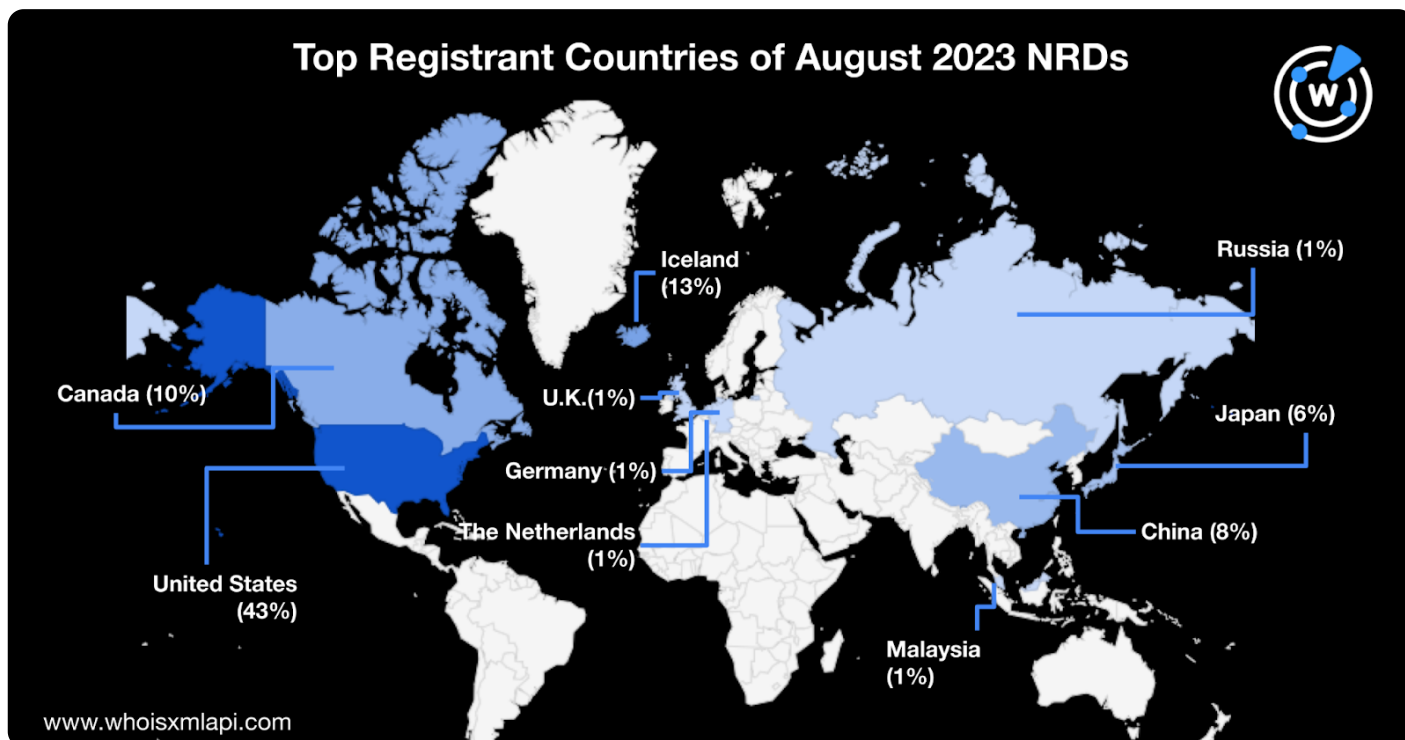 Top Registrant Countries of August 2023 NRDs
W
Iceland
(13%)
Russia (1%)
Canada (10%)
U.K.(1%)
Japan (6%)
Germany (1%)
The Netherlands
(1%)
China (8%)
United States
(43%)
Malaysia
(1%)
www.whoisxmlapi.com